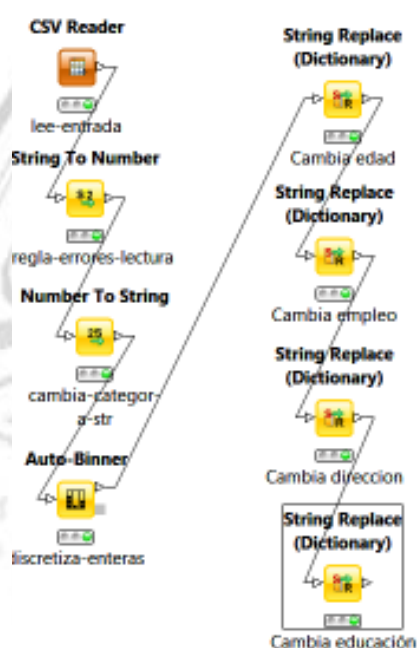 CSV Reader
lee-entrada
String To Number
regla-errores-lectura
Number To String
cambia-categor-
a-str
Auto-Binner
discretiza-enteras
String Replace
(Dictionary)
Cambia edad
String Replace
(Dictionary)
Cambia empleo
String Replace
(Dictionary)
Cambia direccion
String Replace
(Dictionary)
Cambia educación